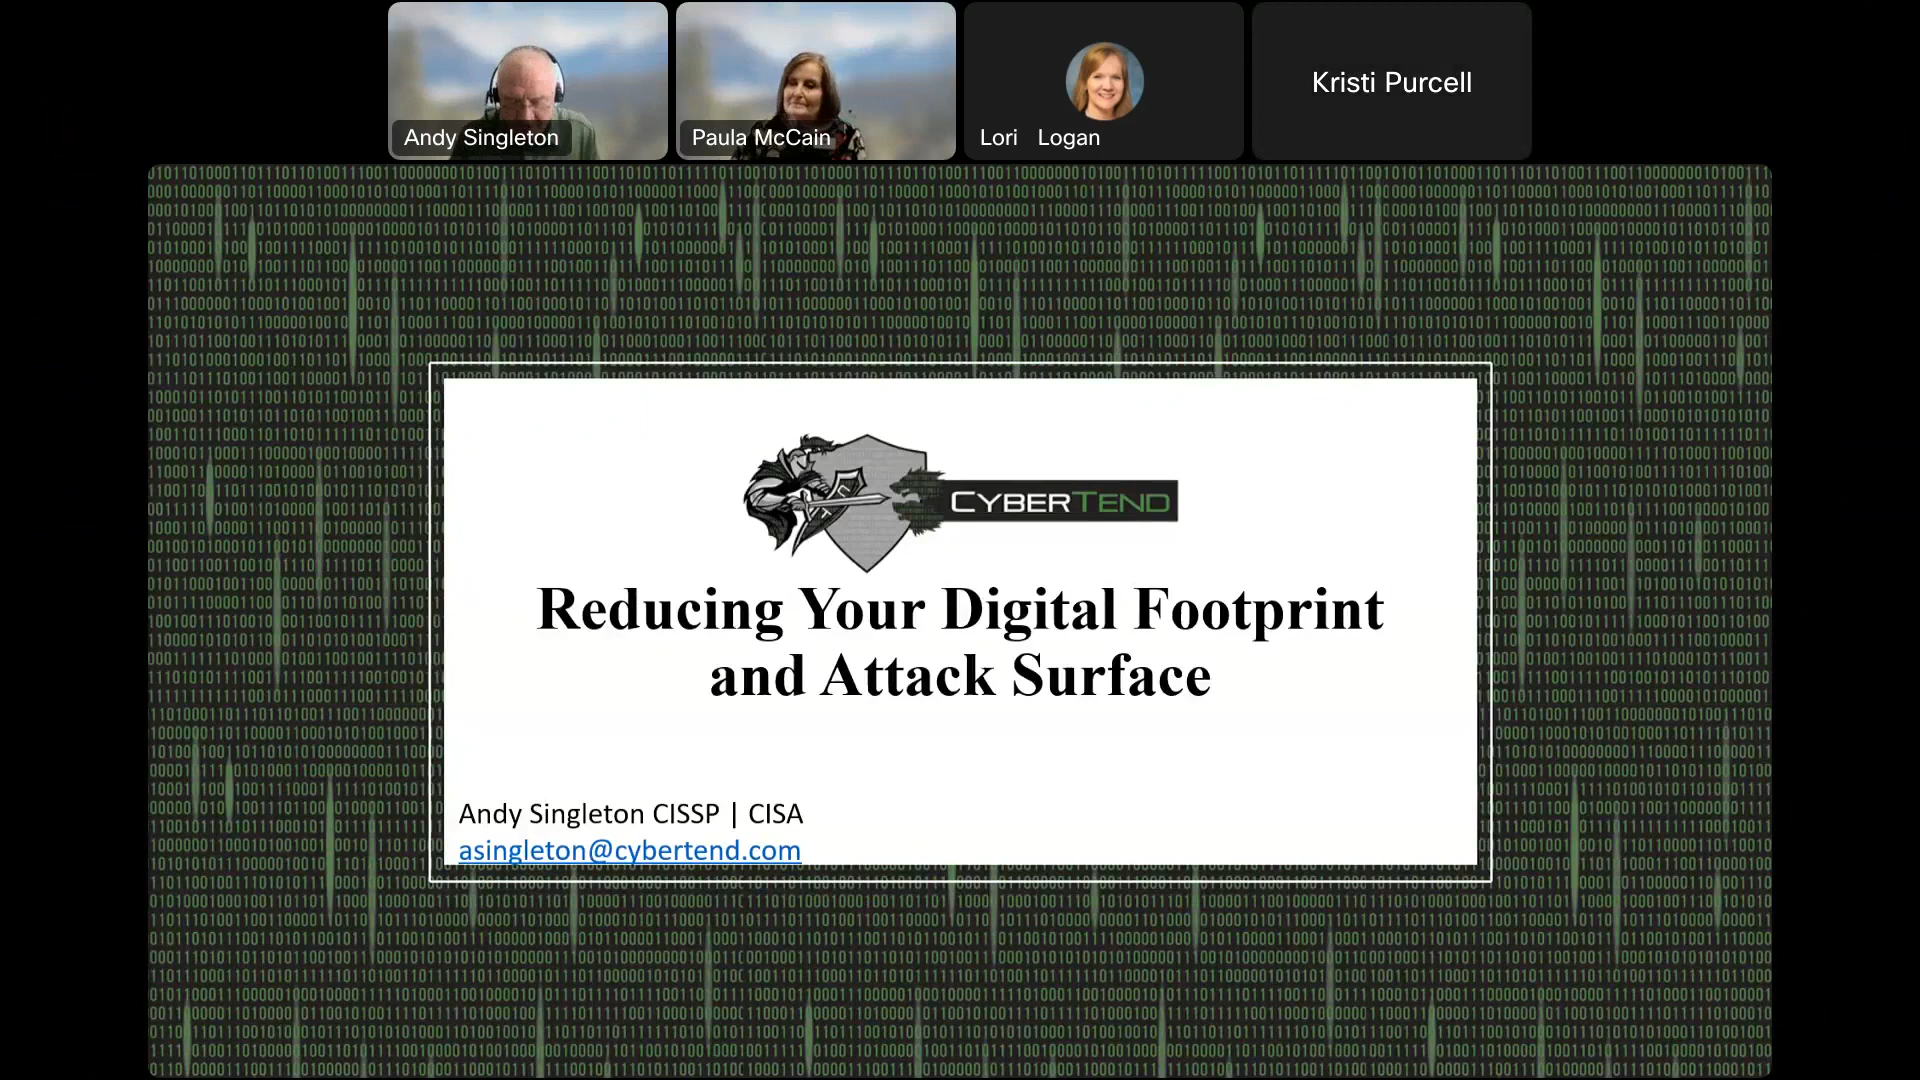 Andy Singleton
Paula McCain
Lori Logan
Kristi Purcell
CYBERTEND
Reducing Your Digital Footprint
and Attack Surface
Andy Singleton CISSP | CISA
asingleton@cybertend.com